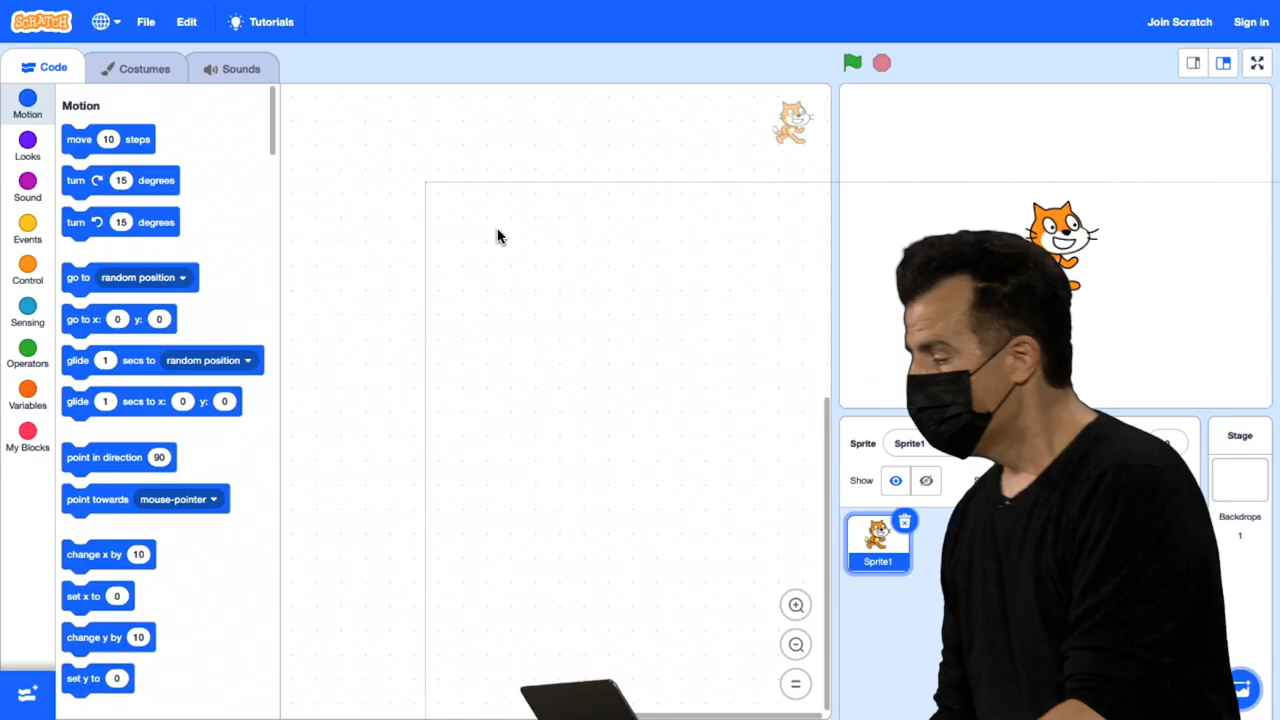 SCRATCH File Edit Tutorials Join Scratch Sign in
Code Costumes Sounds
Motion
Looks
Sound
Events
Control
Sensing
Operators
Variables
My Blocks
Motion
move 10 steps
turn 15 degrees
turn 15 degrees
go to random position
go to x: 0 y: 0
glide 1 secs to random position
glide 1 secs to x: 0 y: 0
point in direction 90
point towards mouse-pointer
change x by 10
set x to 0
change y by 10
set y to 0
Sprite Sprite1
Show
Sprite1
Stage
Backdrops
1